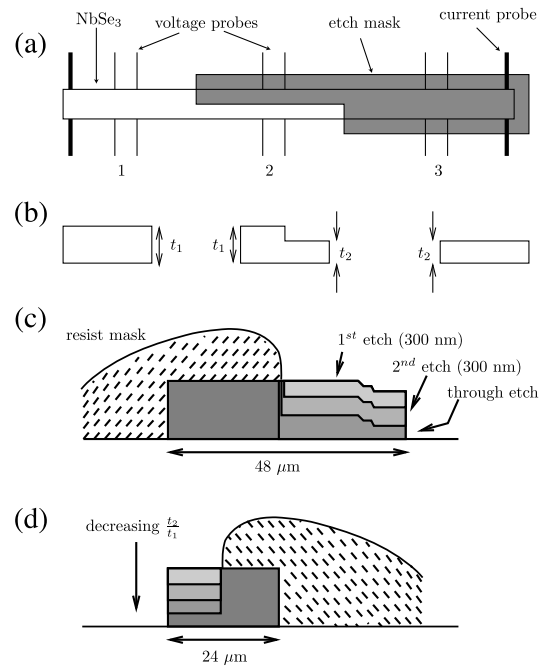 (a)
NbSe₃
voltage probes
etch mask
current probe
1
2
3
(b)
t₁
t₁
t₂
t₂
(c)
resist mask
1ˢᵗ etch (300 nm)
2ⁿᵈ etch (300 nm)
through etch
48 μm
(d)
decreasing t₂/t₁
24 μm